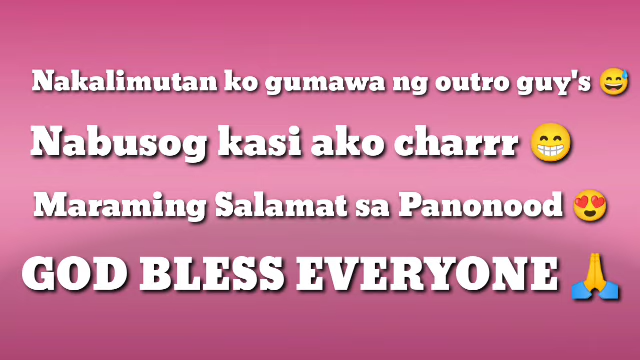 Nakalimutan ko gumawa ng outro guy's 😅
Nabusog kasi ako charrr 😁
Maraming Salamat sa Panonood 😍
GOD BLESS EVERYONE 🙏